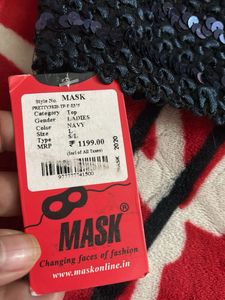 Style No. MASK
Category Top
Gender LADIES
Color NAVY
Size L
Type S/L
MRP ₹ 1199.00
(Incl of All Taxes)
MASK 2020
MASK®
Changing faces of fashion
www.maskonline.in